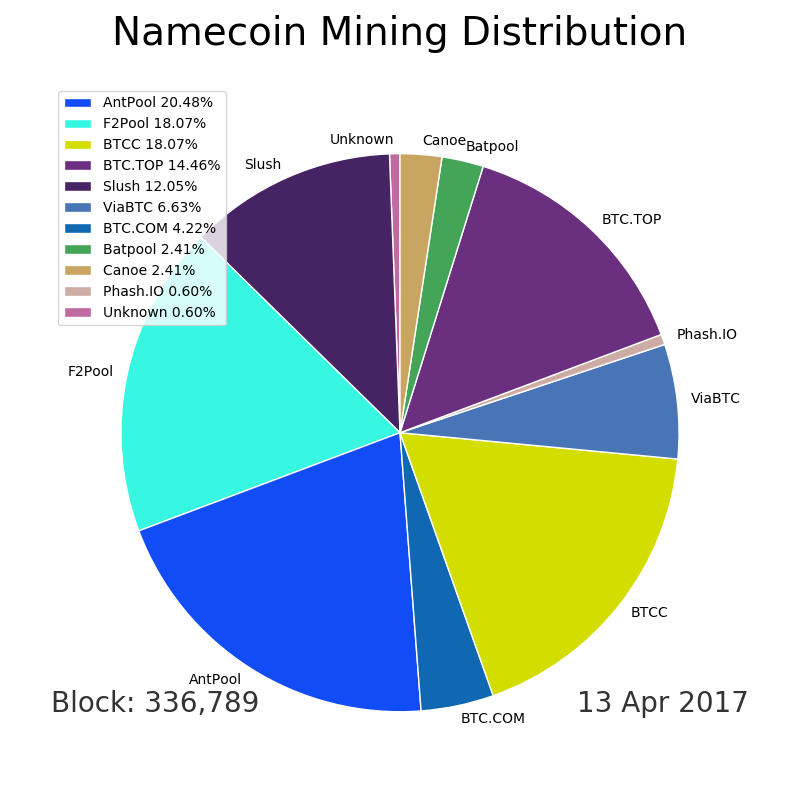 Namecoin Mining Distribution
AntPool 20.48%
F2Pool 18.07%
BTCC 18.07%
BTC.TOP 14.46%
Slush 12.05%
ViaBTC 6.63%
BTC.COM 4.22%
Batpool 2.41%
Canoe 2.41%
Phash.IO 0.60%
Unknown 0.60%
Unknown
Canoe
Batpool
Slush
BTC.TOP
Phash.IO
F2Pool
ViaBTC
BTCC
AntPool
BTC.COM
Block: 336,789
13 Apr 2017